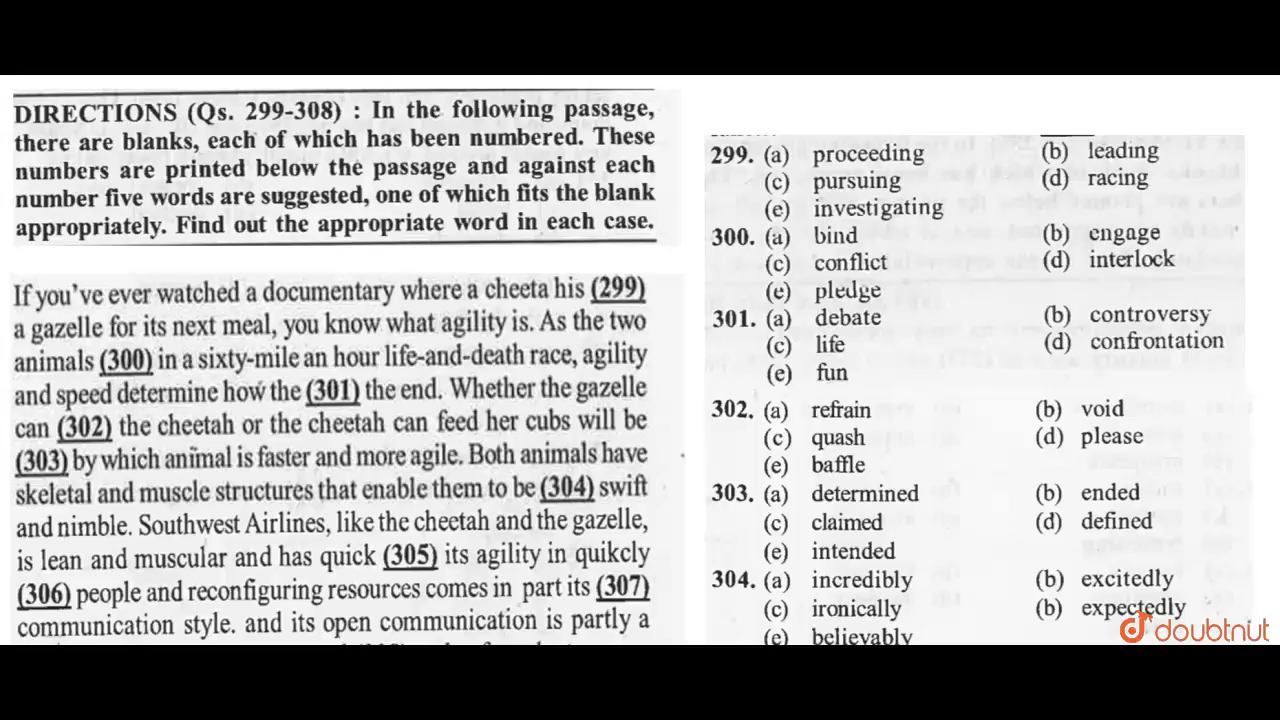 DIRECTIONS (Qs. 299-308) : In the following passage,
there are blanks, each of which has been numbered. These
numbers are printed below the passage and against each
number five words are suggested, one of which fits the blank
appropriately. Find out the appropriate word in each case.
If you've ever watched a documentary where a cheeta his (299)
a gazelle for its next meal, you know what agility is. As the two
animals (300) in a sixty-mile an hour life-and-death race, agility
and speed determine how the (301) the end. Whether the gazelle
can (302) the cheetah or the cheetah can feed her cubs will be
(303) by which animal is faster and more agile. Both animals have
skeletal and muscle structures that enable them to be (304) swift
and nimble. Southwest Airlines, like the cheetah and the gazelle,
is lean and muscular and has quick (305) its agility in quikcly
(306) people and reconfiguring resources comes in part its (307)
communication style. and its open communication is partly a
299. (a) proceeding (b) leading
(c) pursuing (d) racing
(e) investigating
300. (a) bind (b) engage
(c) conflict (d) interlock
(e) pledge
301. (a) debate (b) controversy
(c) life (d) confrontation
(e) fun
302. (a) refrain (b) void
(c) quash (d) please
(e) baffle
303. (a) determined (b) ended
(c) claimed (d) defined
(e) intended
304. (a) incredibly (b) excitedly
(c) ironically (b) expectedly
(e) believably
doubtnut